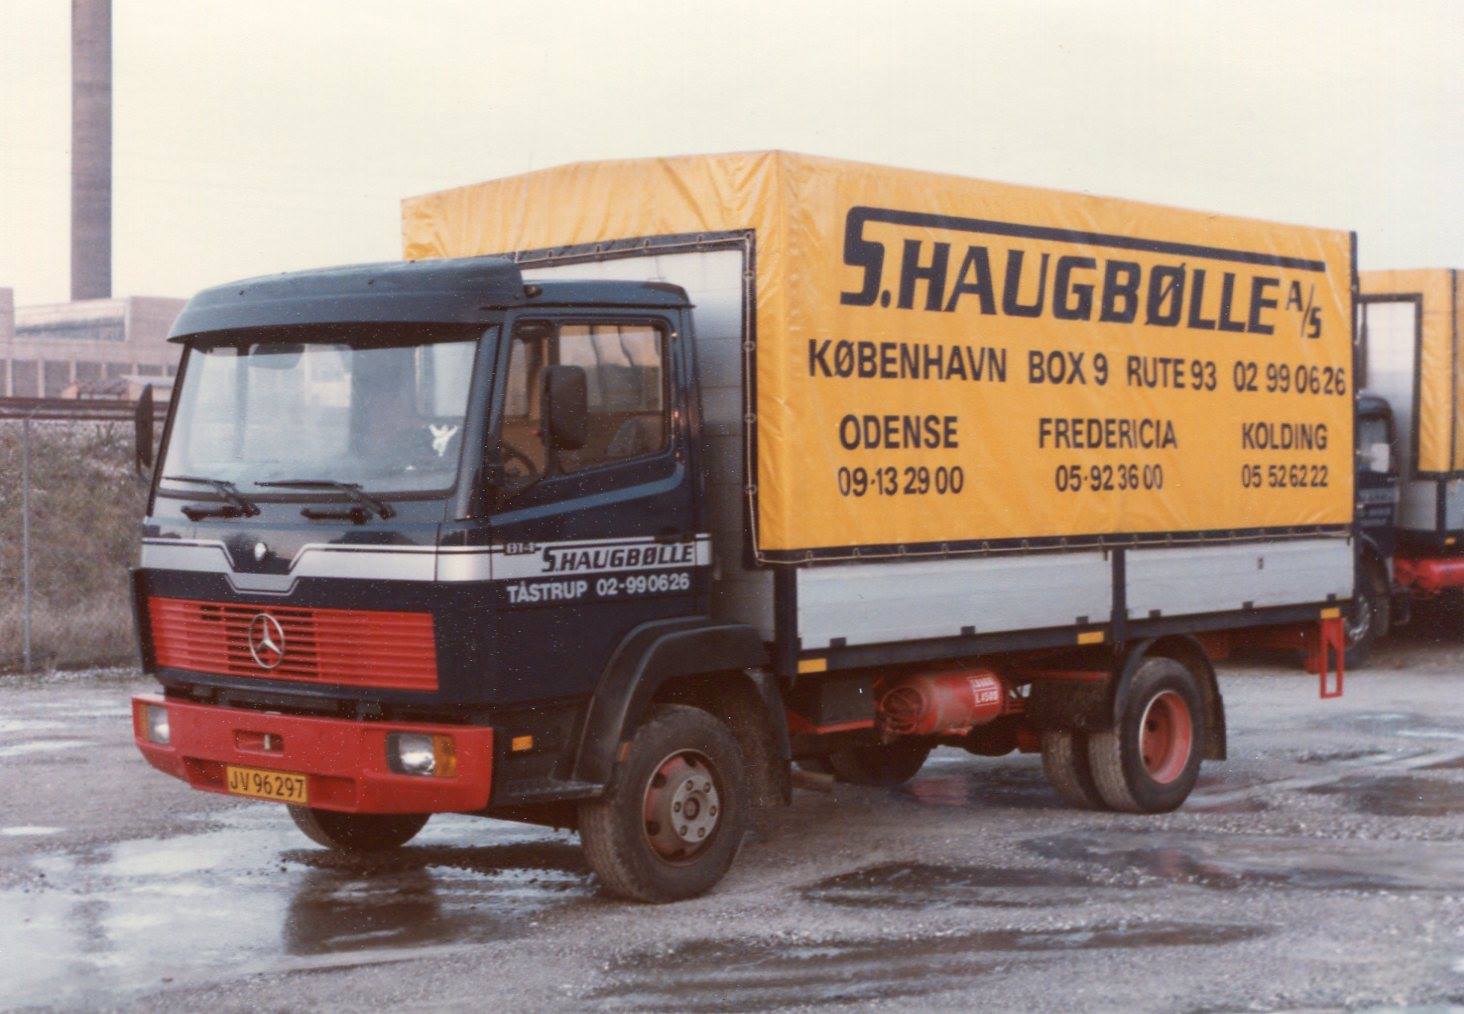 S.HAUGBØLLE A/S
KØBENHAVN BOX 9 RUTE 93 02 99 06 26
ODENSE FREDERICIA KOLDING
09·13 29 00 05·92 36 00 05 52 62 22
814 S.HAUGBØLLE
TÅSTRUP 02-990626
JV 96 297